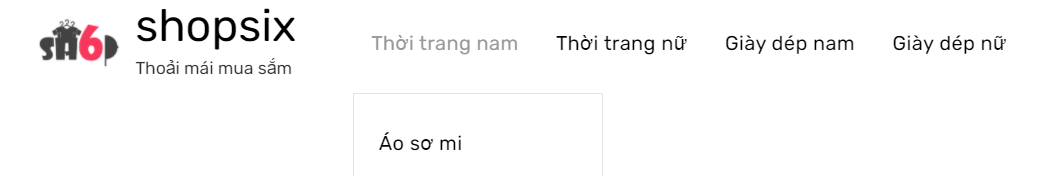 shopsix
Thoải mái mua sắm
Thời trang nam Thời trang nữ Giày dép nam Giày dép nữ
Áo sơ mi